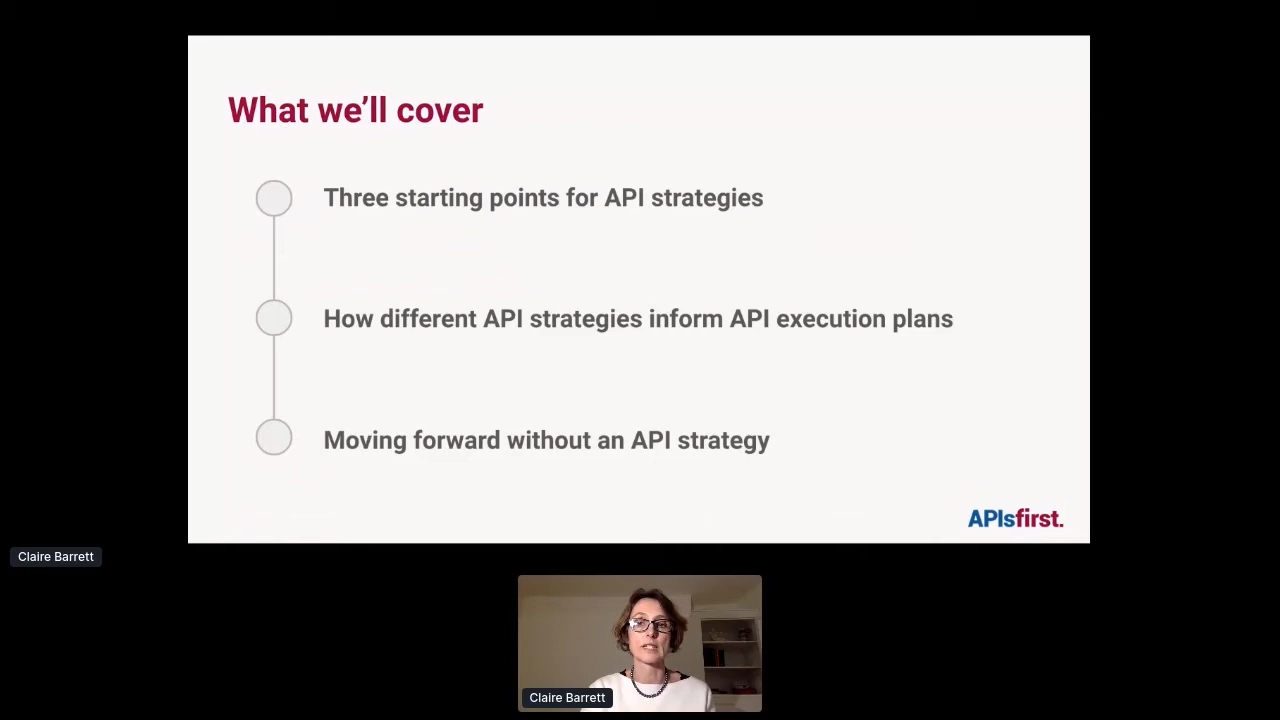 What we’ll cover
Three starting points for API strategies
How different API strategies inform API execution plans
Moving forward without an API strategy
APIsfirst.
Claire Barrett
Claire Barrett